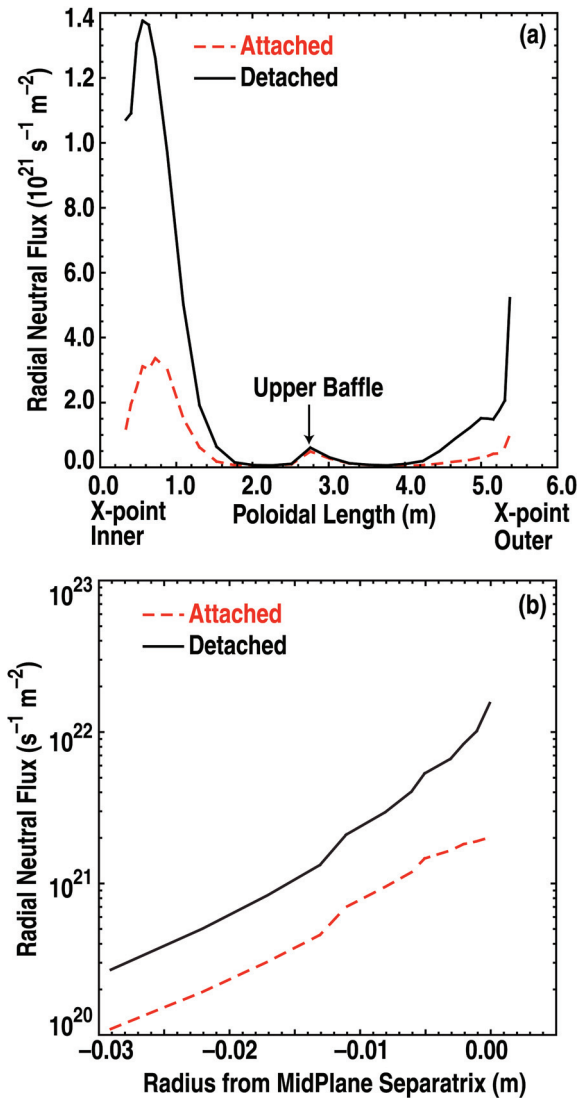 1.4
(a)
Attached
Detached
1.2
1.0
8.0
6.0
4.0
2.0
0.0
Radial Neutral Flux (10²¹ s⁻¹ m⁻²)
Upper Baffle
0.0 1.0 2.0 3.0 4.0 5.0 6.0
X-point Inner
Poloidal Length (m)
X-point Outer
10²³
(b)
Attached
Detached
10²²
10²¹
10²⁰
Radial Neutral Flux (s⁻¹ m⁻²)
−0.03 −0.02 −0.01 0.00
Radius from MidPlane Separatrix (m)